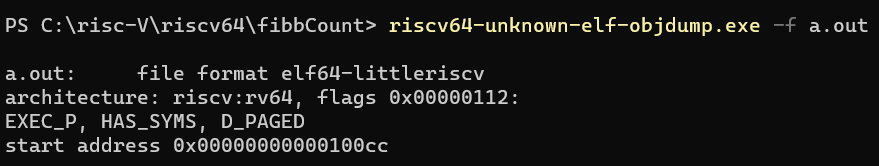 PS C:\risc-V\riscv64\fibbCount> riscv64-unknown-elf-objdump.exe -f a.out
a.out:     file format elf64-littleriscv
architecture: riscv:rv64, flags 0x00000112:
EXEC_P, HAS_SYMS, D_PAGED
start address 0x00000000000100cc